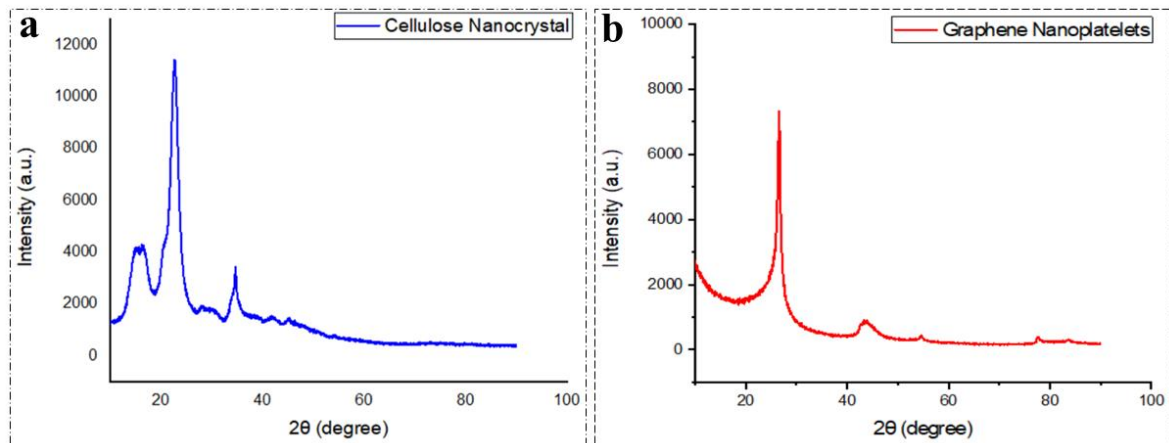 a
Cellulose Nanocrystal
12000
10000
8000
6000
4000
2000
0
Intensity (a.u.)
20 40 60 80 100
2θ (degree)
b
Graphene Nanoplatelets
10000
8000
6000
4000
2000
0
Intensity (a.u.)
20 40 60 80 100
2θ (degree)